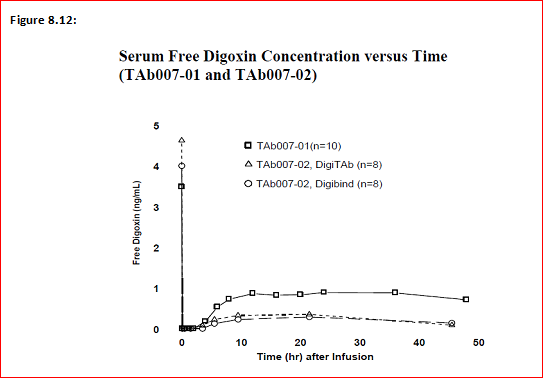 Figure 8.12:
Serum Free Digoxin Concentration versus Time
(TAb007-01 and TAb007-02)
5
4
3
2
1
0
Free Digoxin (ng/mL)
TAb007-01(n=10)
TAb007-02, DigiTAb (n=8)
TAb007-02, Digibind (n=8)
0
10
20
30
40
50
Time (hr) after Infusion